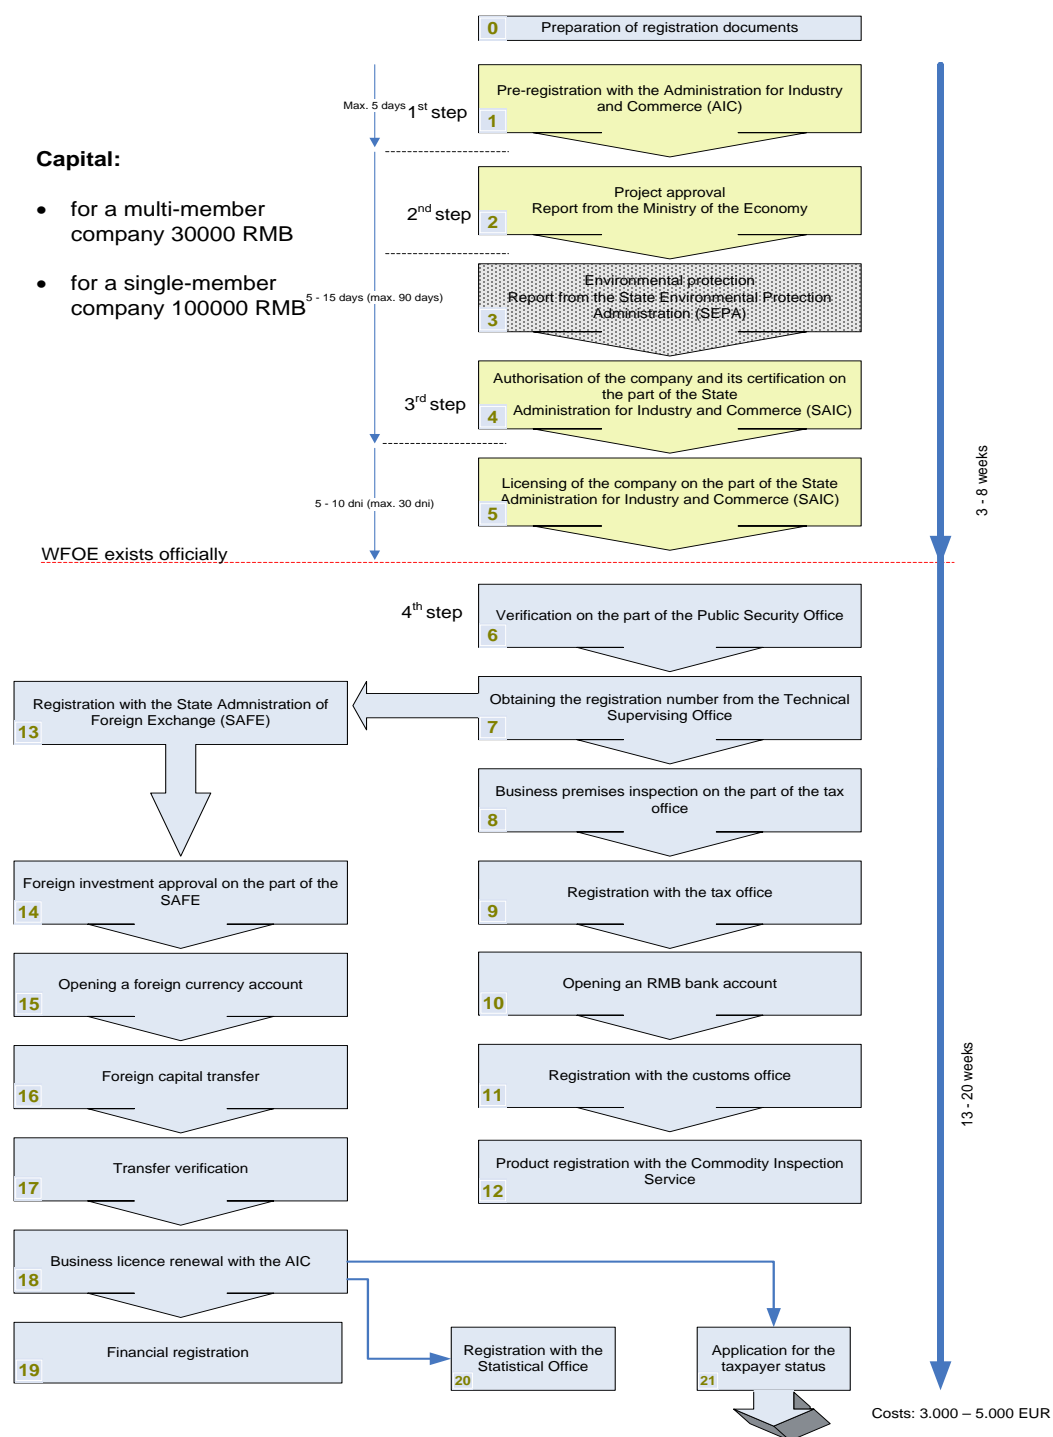 0 Preparation of registration documents
Max. 5 days
1st step
Pre-registration with the Administration for Industry
and Commerce (AIC)
1
Capital:
• for a multi-member
company 30000 RMB
• for a single-member
company 100000 RMB
2nd step
Project approval
Report from the Ministry of the Economy
2
5 - 15 days (max. 90 days)
Environmental protection
Report from the State Environmental Protection
Administration (SEPA)
3
3rd step
Authorisation of the company and its certification on
the part of the State
Administration for Industry and Commerce (SAIC)
4
5 - 10 dni (max. 30 dni)
Licensing of the company on the part of the State
Administration for Industry and Commerce (SAIC)
5
3 - 8 weeks
WFOE exists officially
4th step
Verification on the part of the Public Security Office
6
Obtaining the registration number from the Technical
Supervising Office
7
Registration with the State Admnistration of
Foreign Exchange (SAFE)
13
Business premises inspection on the part of the tax
office
8
Foreign investment approval on the part of the
SAFE
14
Registration with the tax office
9
Opening a foreign currency account
15
Opening an RMB bank account
10
Foreign capital transfer
16
Registration with the customs office
11
13 - 20 weeks
Transfer verification
17
Product registration with the Commodity Inspection
Service
12
Business licence renewal with the AIC
18
Financial registration
19
Registration with the
Statistical Office
20
Application for the
taxpayer status
21
Costs: 3.000 – 5.000 EUR